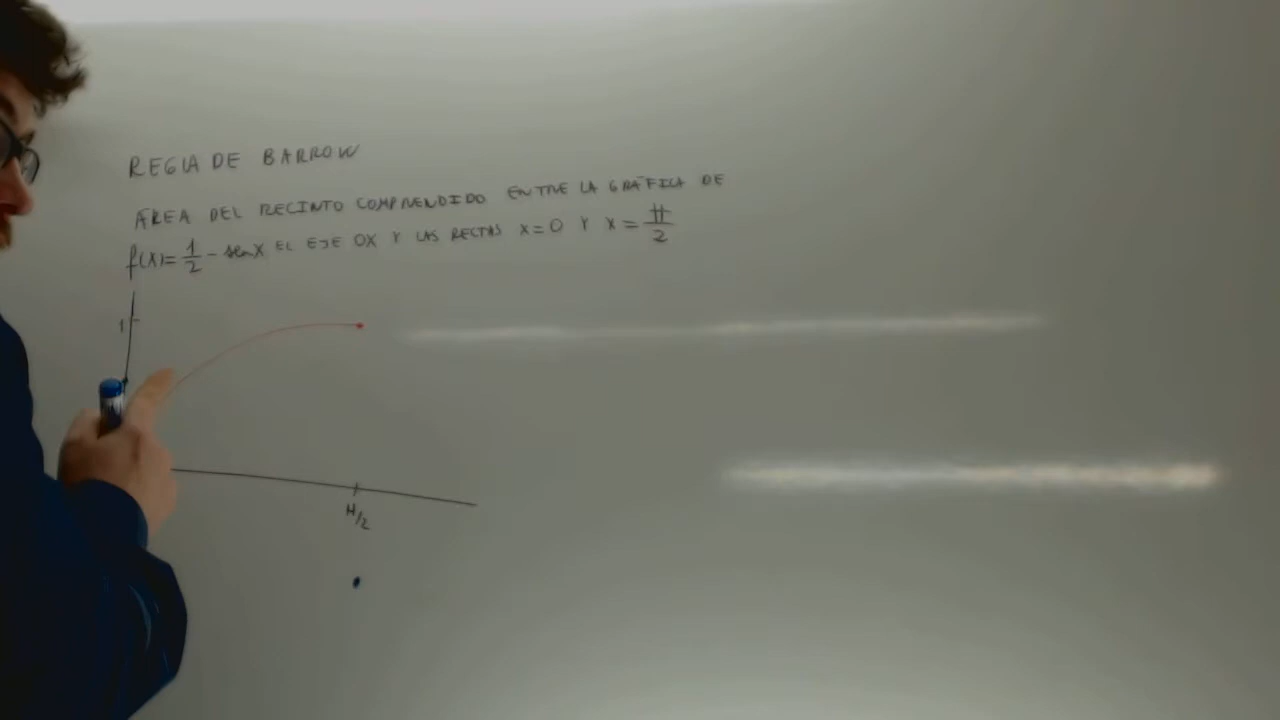 REGLA DE BARROW
ÁREA DEL RECINTO COMPRENDIDO ENTRE LA GRÁFICA DE
f(x)=1/2 - sen x EL EJE OX Y LAS RECTAS x=0 Y x=π/2
1
π/2